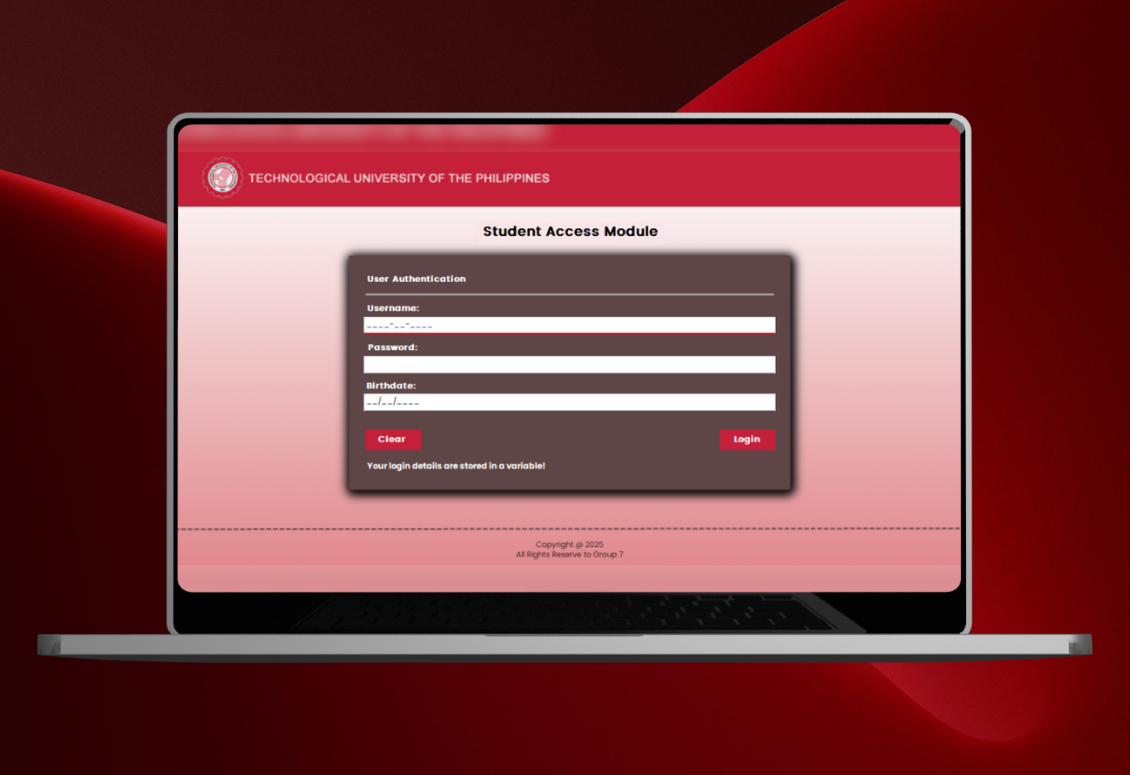 TECHNOLOGICAL UNIVERSITY OF THE PHILIPPINES
Student Access Module
User Authentication
Username:
____-__-____
Password:
Birthdate:
__/__/____
Clear
Login
Your login details are stored in a variable!
Copyright @ 2025
All Rights Reserve to Group 7